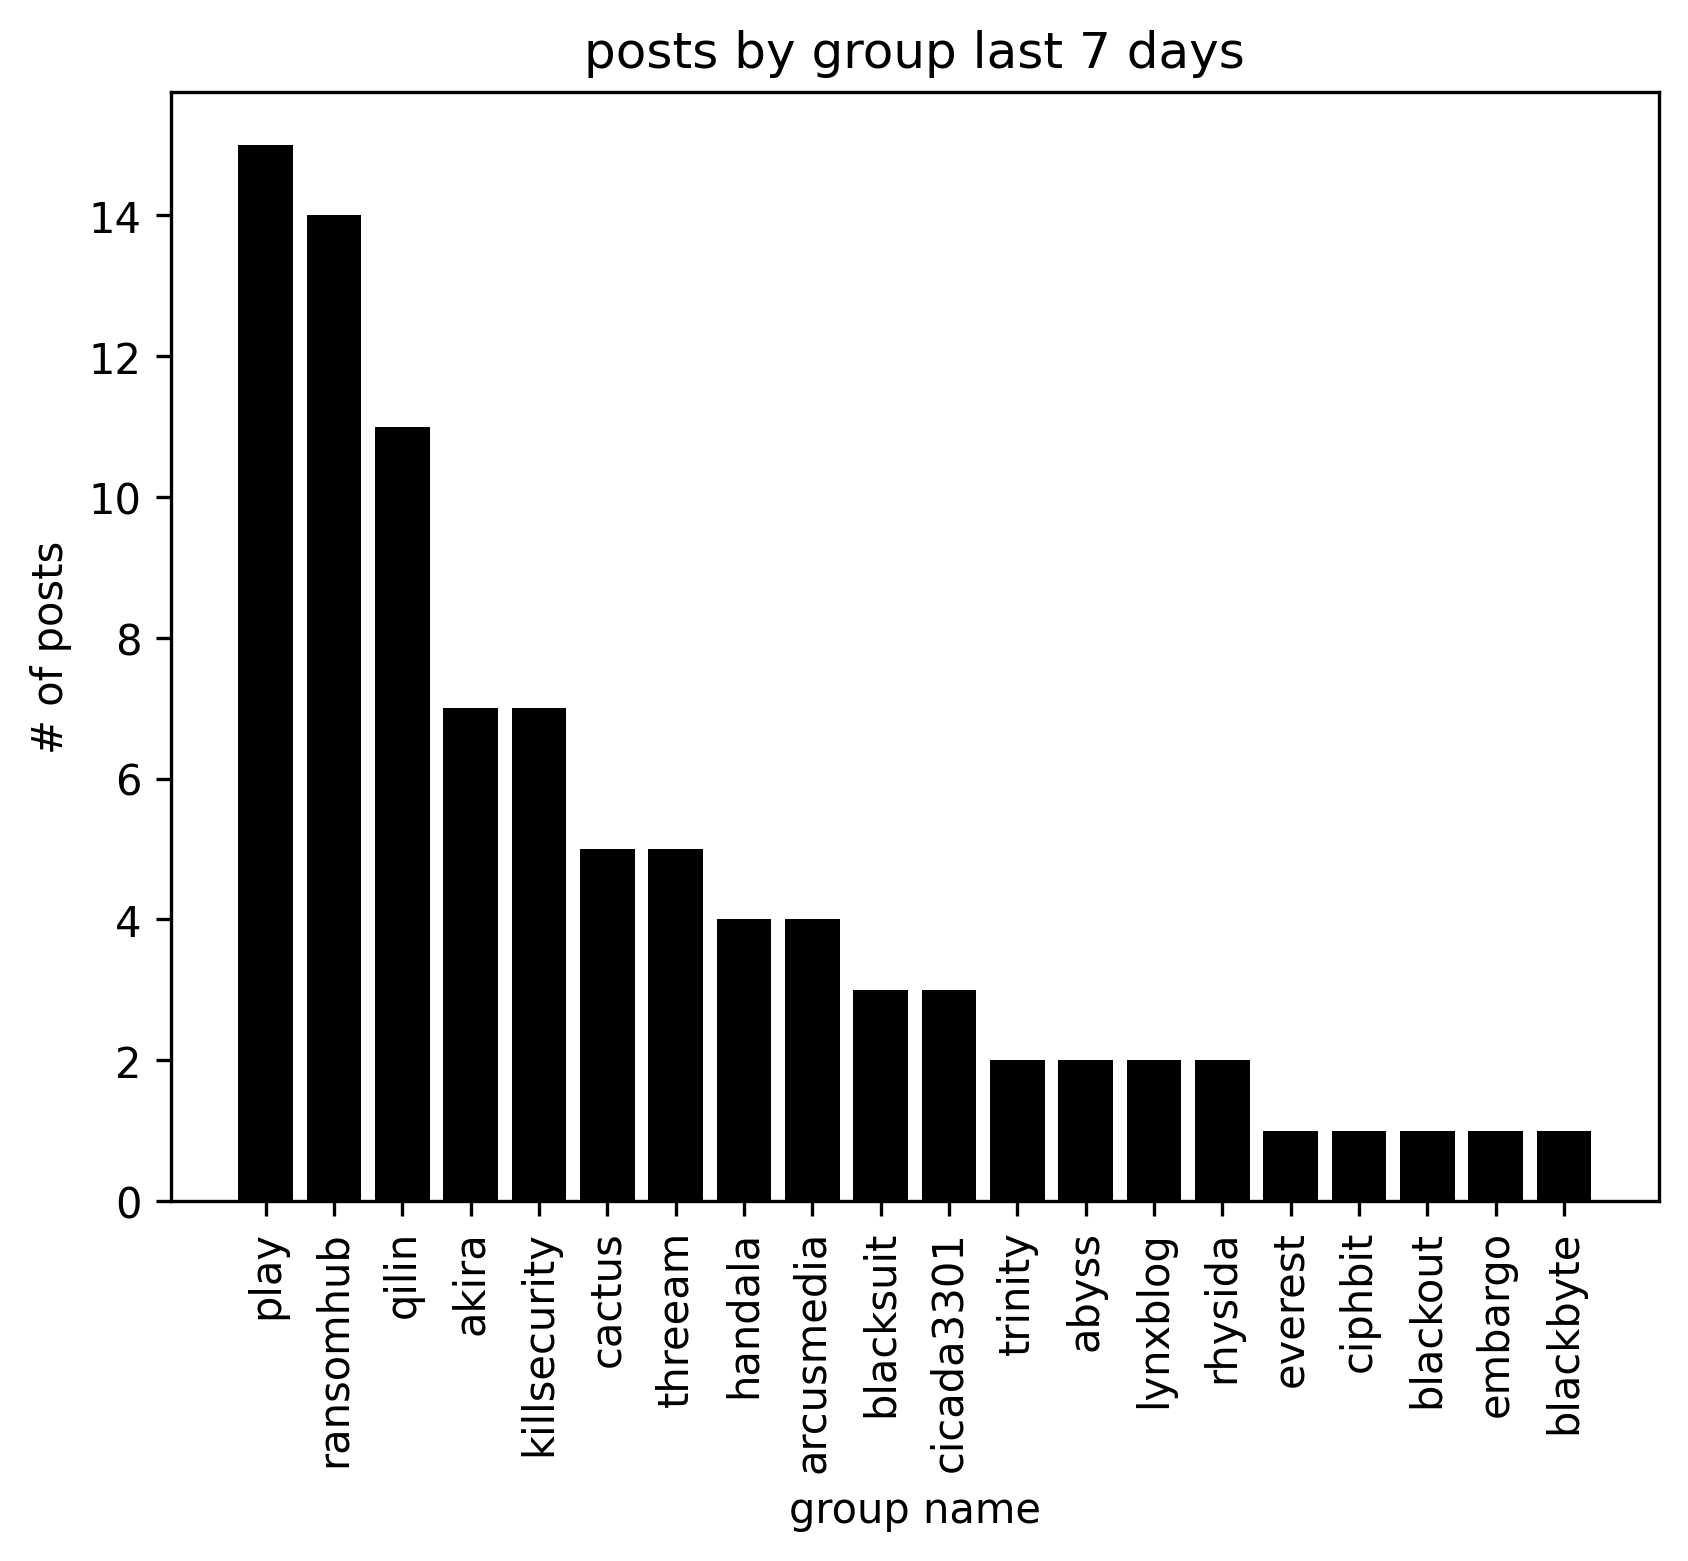 posts by group last 7 days
# of posts
14
12
10
8
6
4
2
0
play
ransomhub
qilin
akira
killsecurity
cactus
threeam
handala
arcusmedia
blacksuit
cicada3301
trinity
abyss
lynxblog
rhysida
everest
ciphbit
blackout
embargo
blackbyte
group name